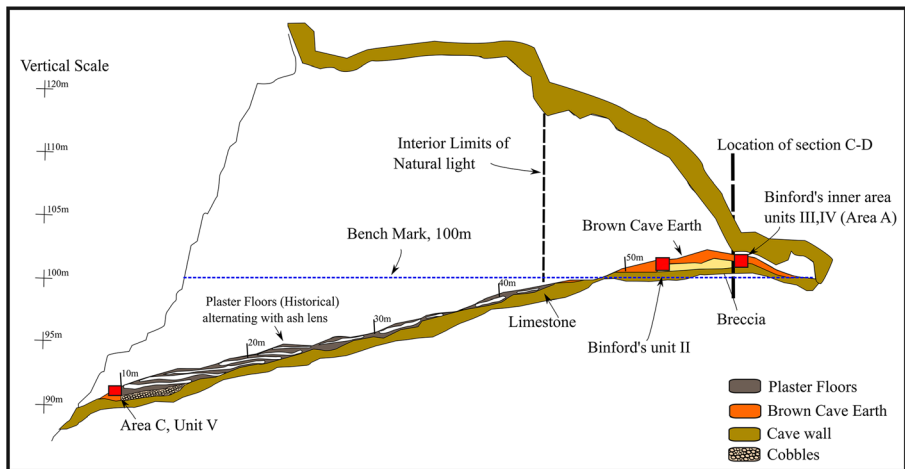 Vertical Scale
120m
110m
105m
100m
95m
90m
Interior Limits of
Natural light
Location of section C-D
Binford's inner area
units III,IV (Area A)
Brown Cave Earth
Bench Mark, 100m
50m
40m
30m
20m
10m
Plaster Floors (Historical)
alternating with ash lens
Limestone
Breccia
Binford's unit II
Area C, Unit V
Plaster Floors
Brown Cave Earth
Cave wall
Cobbles